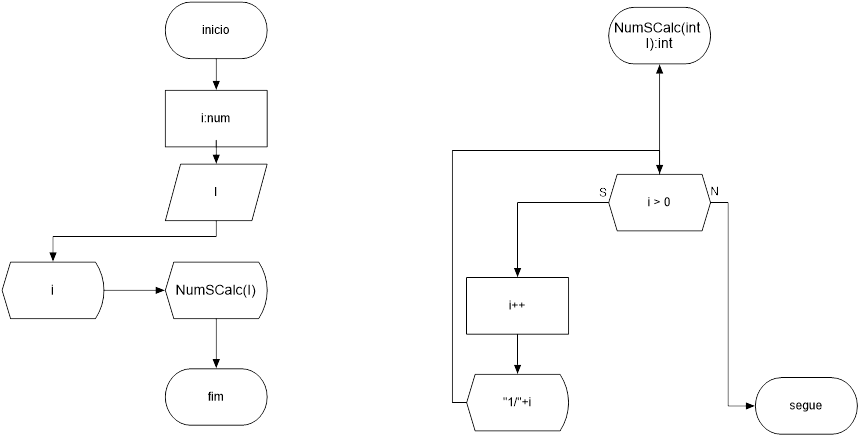 inicio
i:num
I
i
NumSCalc(I)
fim
NumSCalc(int
I):int
S
i > 0
N
i++
"1/"+i
segue